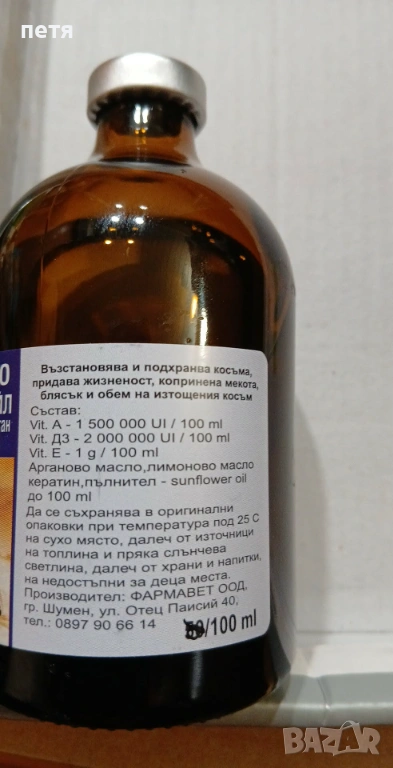 петя
О
ЙЛ
тан
Възстановява и подхранва косъма,
придава жизненост, копринена мекота,
блясък и обем на изтощения косъм
Състав:
Vit. A - 1 500 000 UI / 100 ml
Vit. Д3 - 2 000 000 UI / 100 ml
Vit. E - 1 g / 100 ml
Арганово масло,лимоново масло
кератин,пълнител - sunflower oil
до 100 ml
Да се съхранява в оригинални
опаковки при температура под 25 C
на сухо място, далеч от източници
на топлина и пряка слънчева
светлина, далеч от храни и напитки,
на недостъпни за деца места.
Производител: ФАРМАВЕТ ООД,
гр. Шумен, ул. Отец Паисий 40,
тел.: 0897 90 66 14
50/100 ml
BAZAR